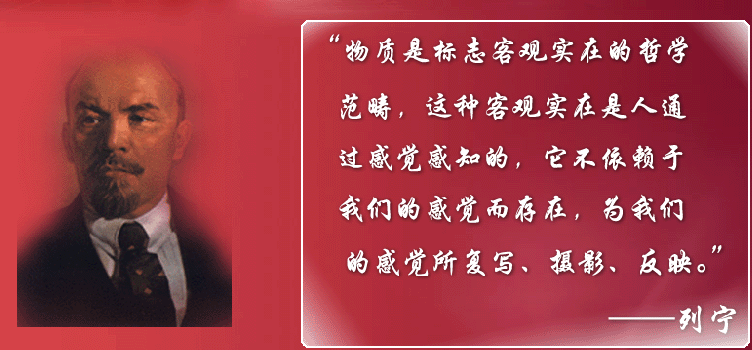 “物质是标志客观实在的哲学
范畴，这种客观实在是人通
过感觉感知的，它不依赖于
我们的感觉而存在，为我们
的感觉所复写、摄影、反映。”
——列宁